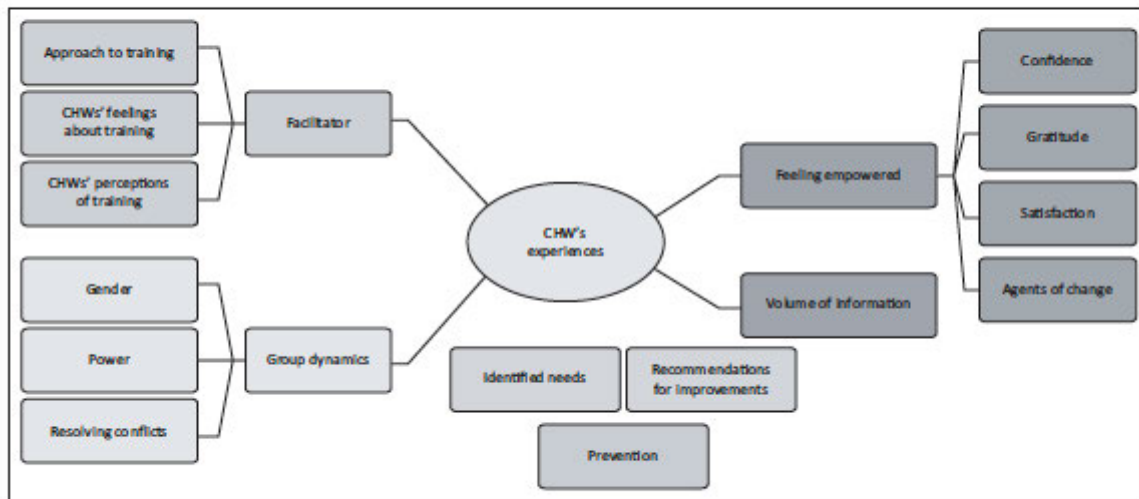 Approach to training
CHWs' feelings
about training
CHWs' perceptions
of training
Facilitator
Gender
Power
Resolving conflicts
Group dynamics
CHW's
experiences
Feeling empowered
Volume of information
Confidence
Gratitude
Satisfaction
Agents of change
Identified needs
Recommendations
for improvements
Prevention